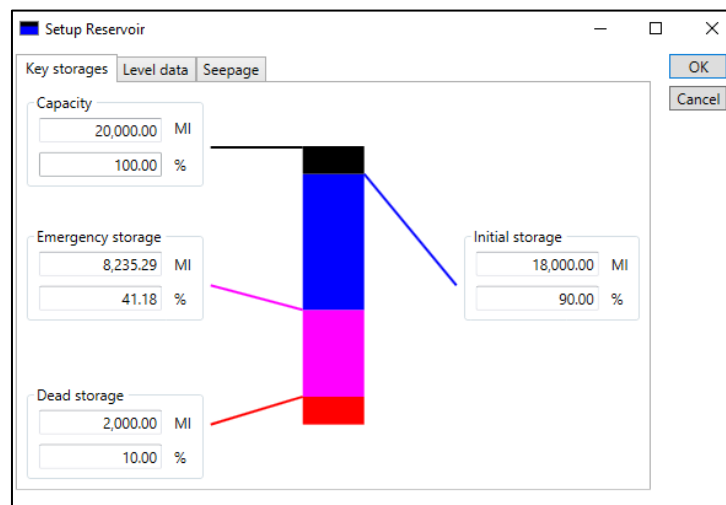 Setup Reservoir
Key storages Level data Seepage
OK
Cancel
Capacity
20,000.00 Ml
100.00 %
Emergency storage
8,235.29 Ml
41.18 %
Initial storage
18,000.00 Ml
90.00 %
Dead storage
2,000.00 Ml
10.00 %